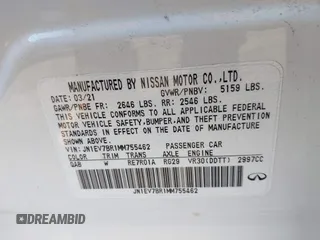 MANUFACTURED BY NISSAN MOTOR CO.,LTD.
DATE: 03/21 GVWR/PNBV: 5159 LBS.
GAWR/PNBE FR: 2646 LBS. RR: 2546 LBS.
THIS VEHICLE CONFORMS TO ALL APPLICABLE FEDERAL
MOTOR VEHICLE SAFETY, BUMPER, AND THEFT PREVENTION
STANDARDS IN EFFECT ON THE DATE OF MANUFACTURE
SHOWN ABOVE.
VIN: JN1EV7BR1MM755462 PASSENGER CAR
COLOR TRIM TRANS AXLE ENGINE
QAB W RE7R01A RG29 VR30(DDTT) 2997CC
JN1EV7BR1MM755462